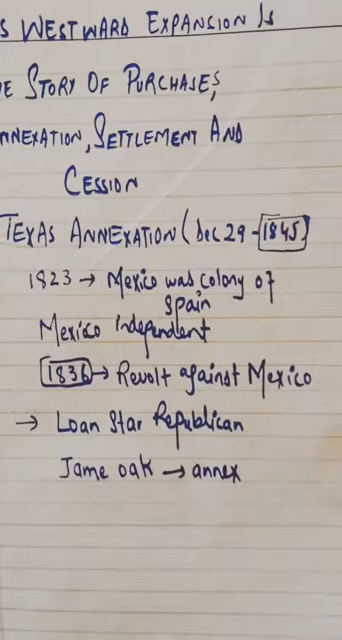 S WESTWARD EXPANSION IS
E STORY OF PURCHASES,
NNEXATION, SETTLEMENT AND
CESSION
TEXAS ANNEXATION (Dec 29 - 1845)
1823 → Mexico was colony of
spain
Mexico independent
1836 → Revolt against Mexico
→ Loan Star Republican
Jame oak → annex